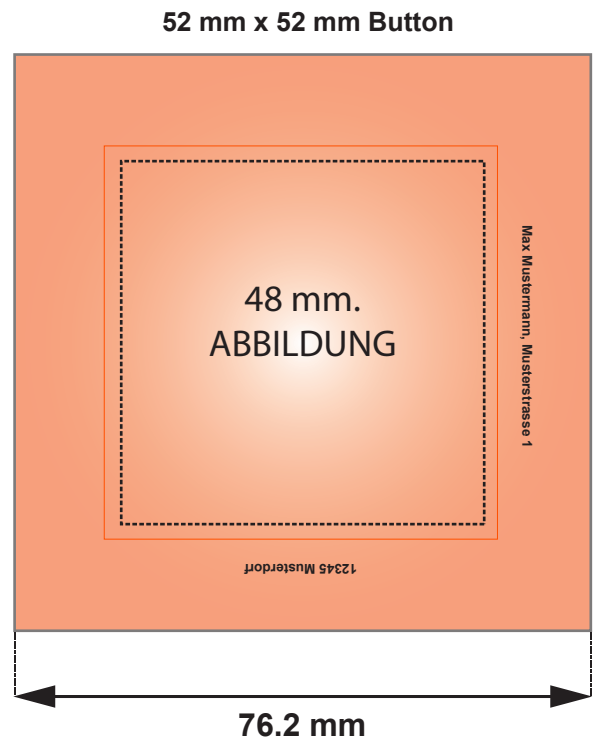 52 mm x 52 mm Button
48 mm.
ABBILDUNG
Max Mustermann, Musterstrasse 1
12345 Musterdorf
76.2 mm